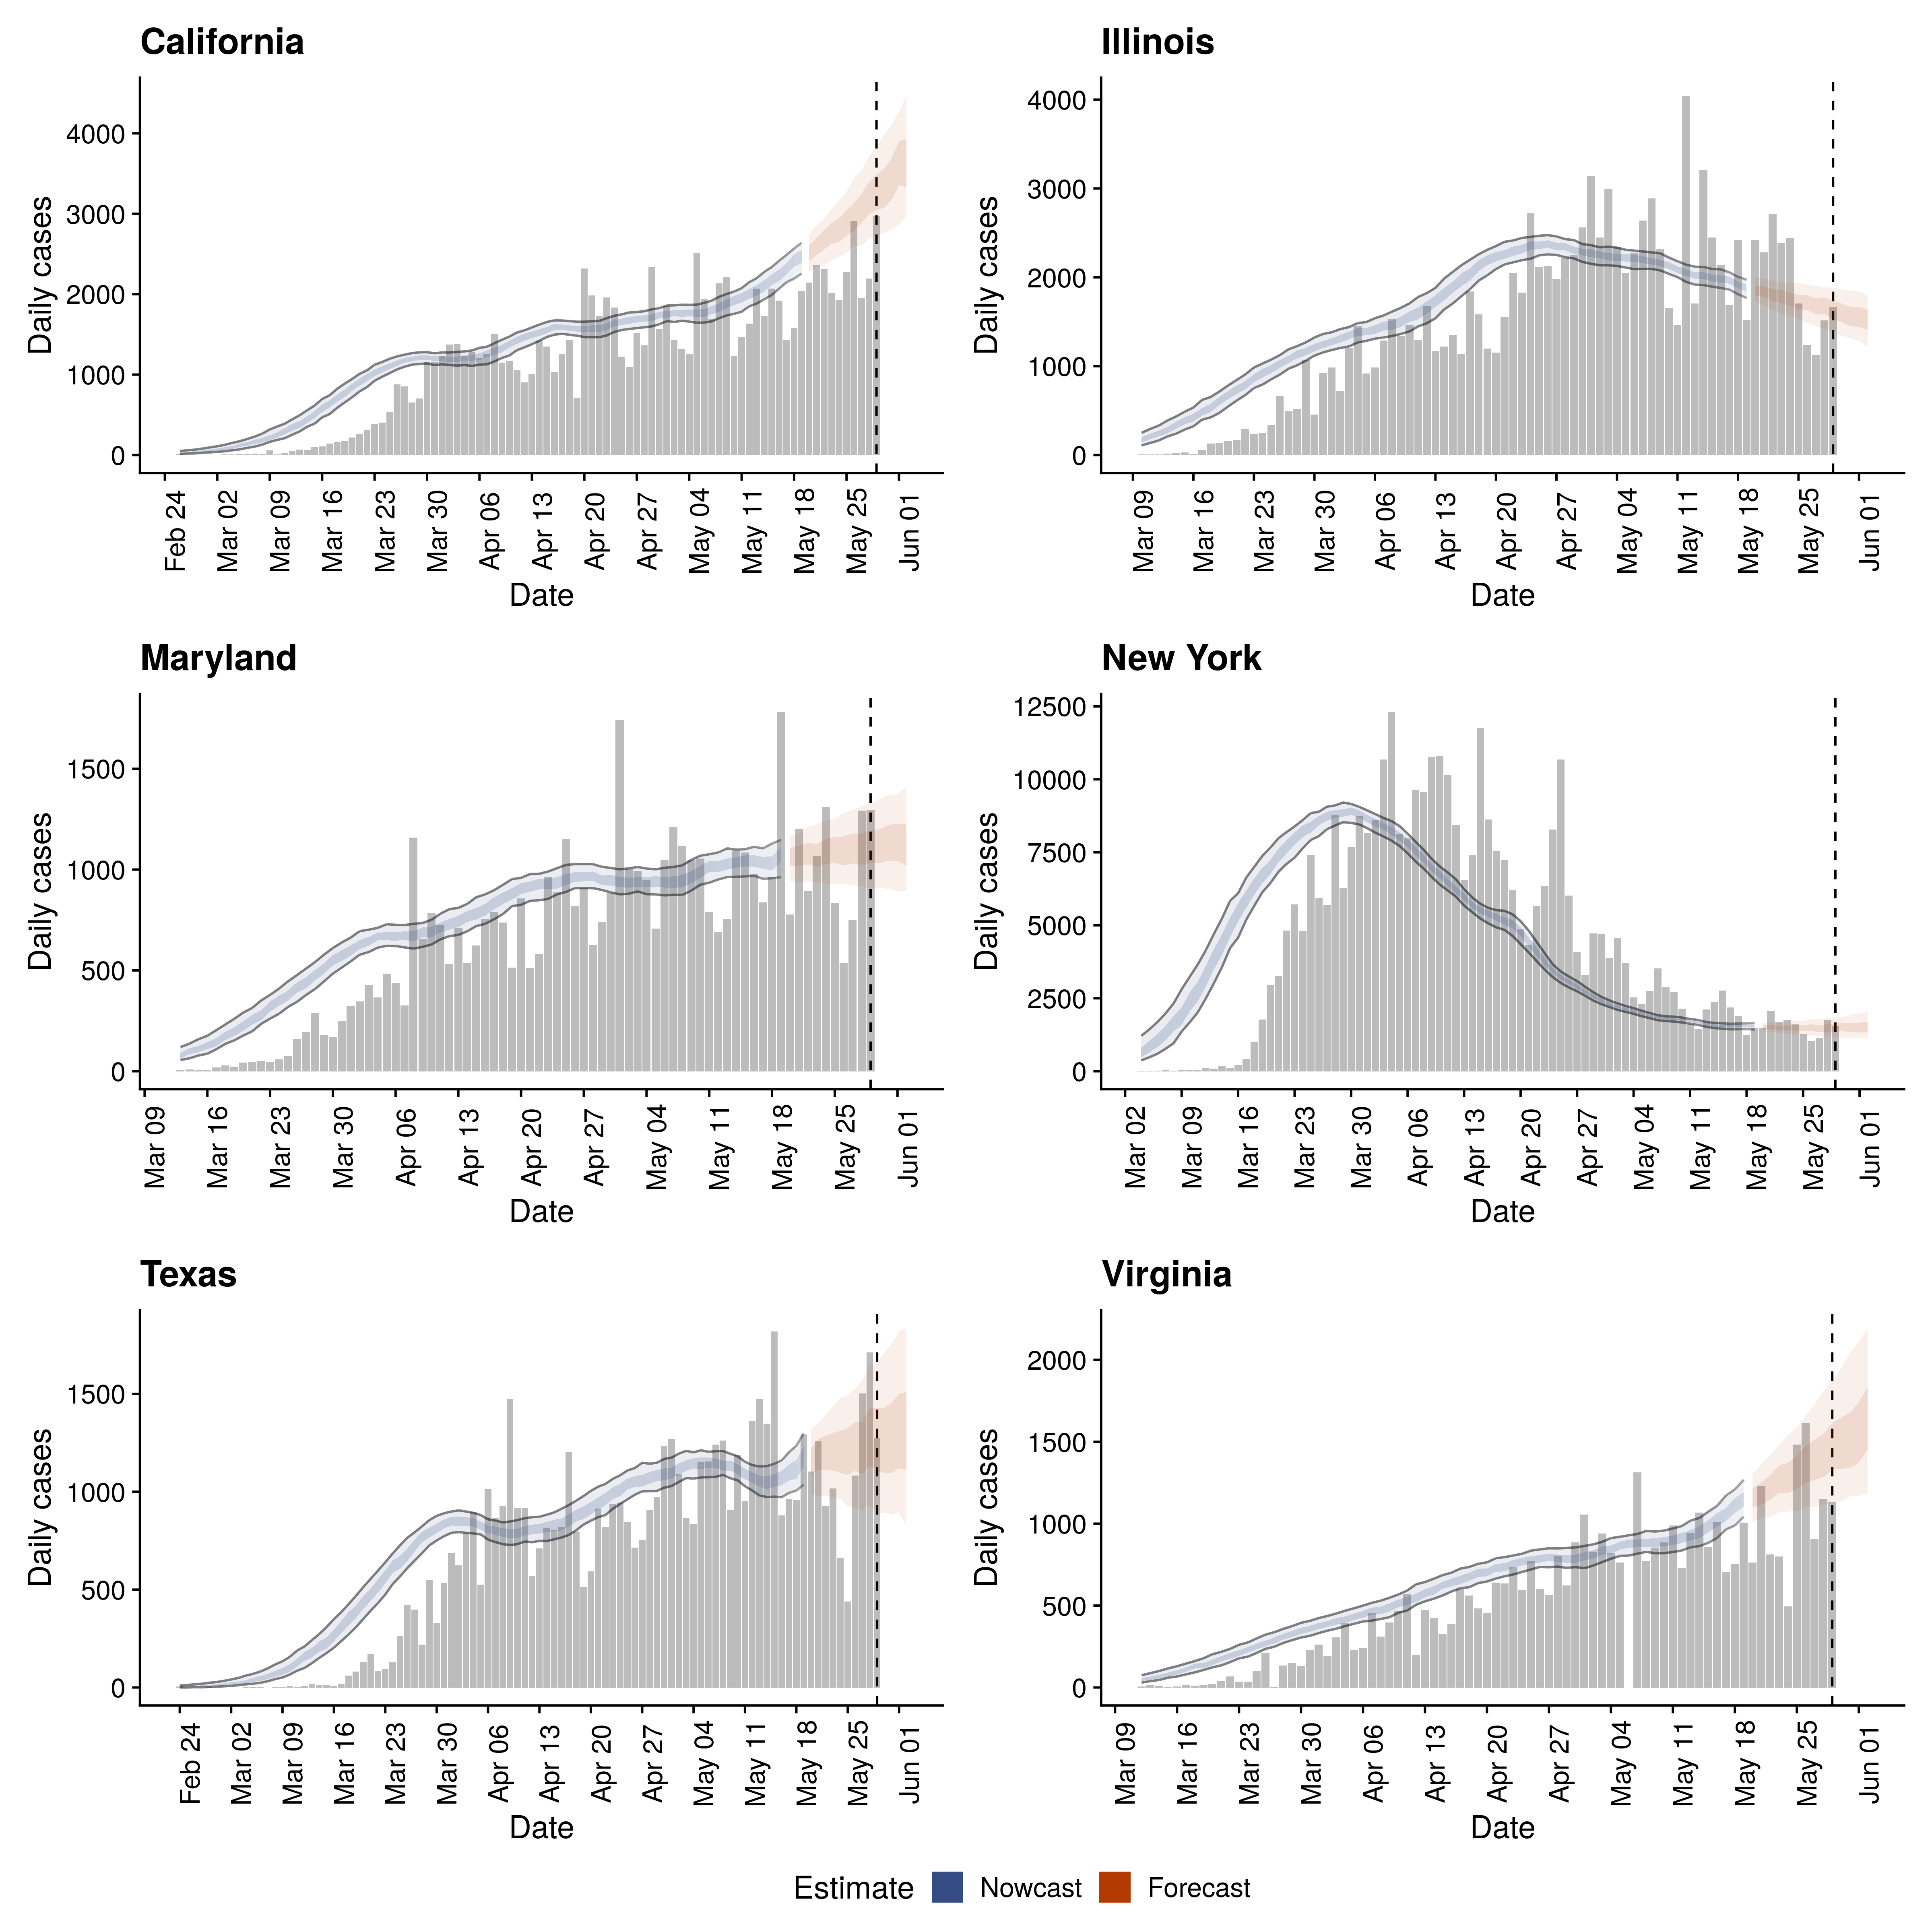 California
Daily cases
4000
3000
2000
1000
0
Feb 24 Mar 02 Mar 09 Mar 16 Mar 23 Mar 30 Apr 06 Apr 13 Apr 20 Apr 27 May 04 May 11 May 18 May 25 Jun 01
Date
Illinois
Daily cases
4000
3000
2000
1000
0
Mar 09 Mar 16 Mar 23 Mar 30 Apr 06 Apr 13 Apr 20 Apr 27 May 04 May 11 May 18 May 25 Jun 01
Date
Maryland
Daily cases
1500
1000
500
0
Mar 09 Mar 16 Mar 23 Mar 30 Apr 06 Apr 13 Apr 20 Apr 27 May 04 May 11 May 18 May 25 Jun 01
Date
New York
Daily cases
12500
10000
7500
5000
2500
0
Mar 02 Mar 09 Mar 16 Mar 23 Mar 30 Apr 06 Apr 13 Apr 20 Apr 27 May 04 May 11 May 18 May 25 Jun 01
Date
Texas
Daily cases
1500
1000
500
0
Feb 24 Mar 02 Mar 09 Mar 16 Mar 23 Mar 30 Apr 06 Apr 13 Apr 20 Apr 27 May 04 May 11 May 18 May 25 Jun 01
Date
Virginia
Daily cases
2000
1500
1000
500
0
Mar 09 Mar 16 Mar 23 Mar 30 Apr 06 Apr 13 Apr 20 Apr 27 May 04 May 11 May 18 May 25 Jun 01
Date
Estimate Nowcast Forecast